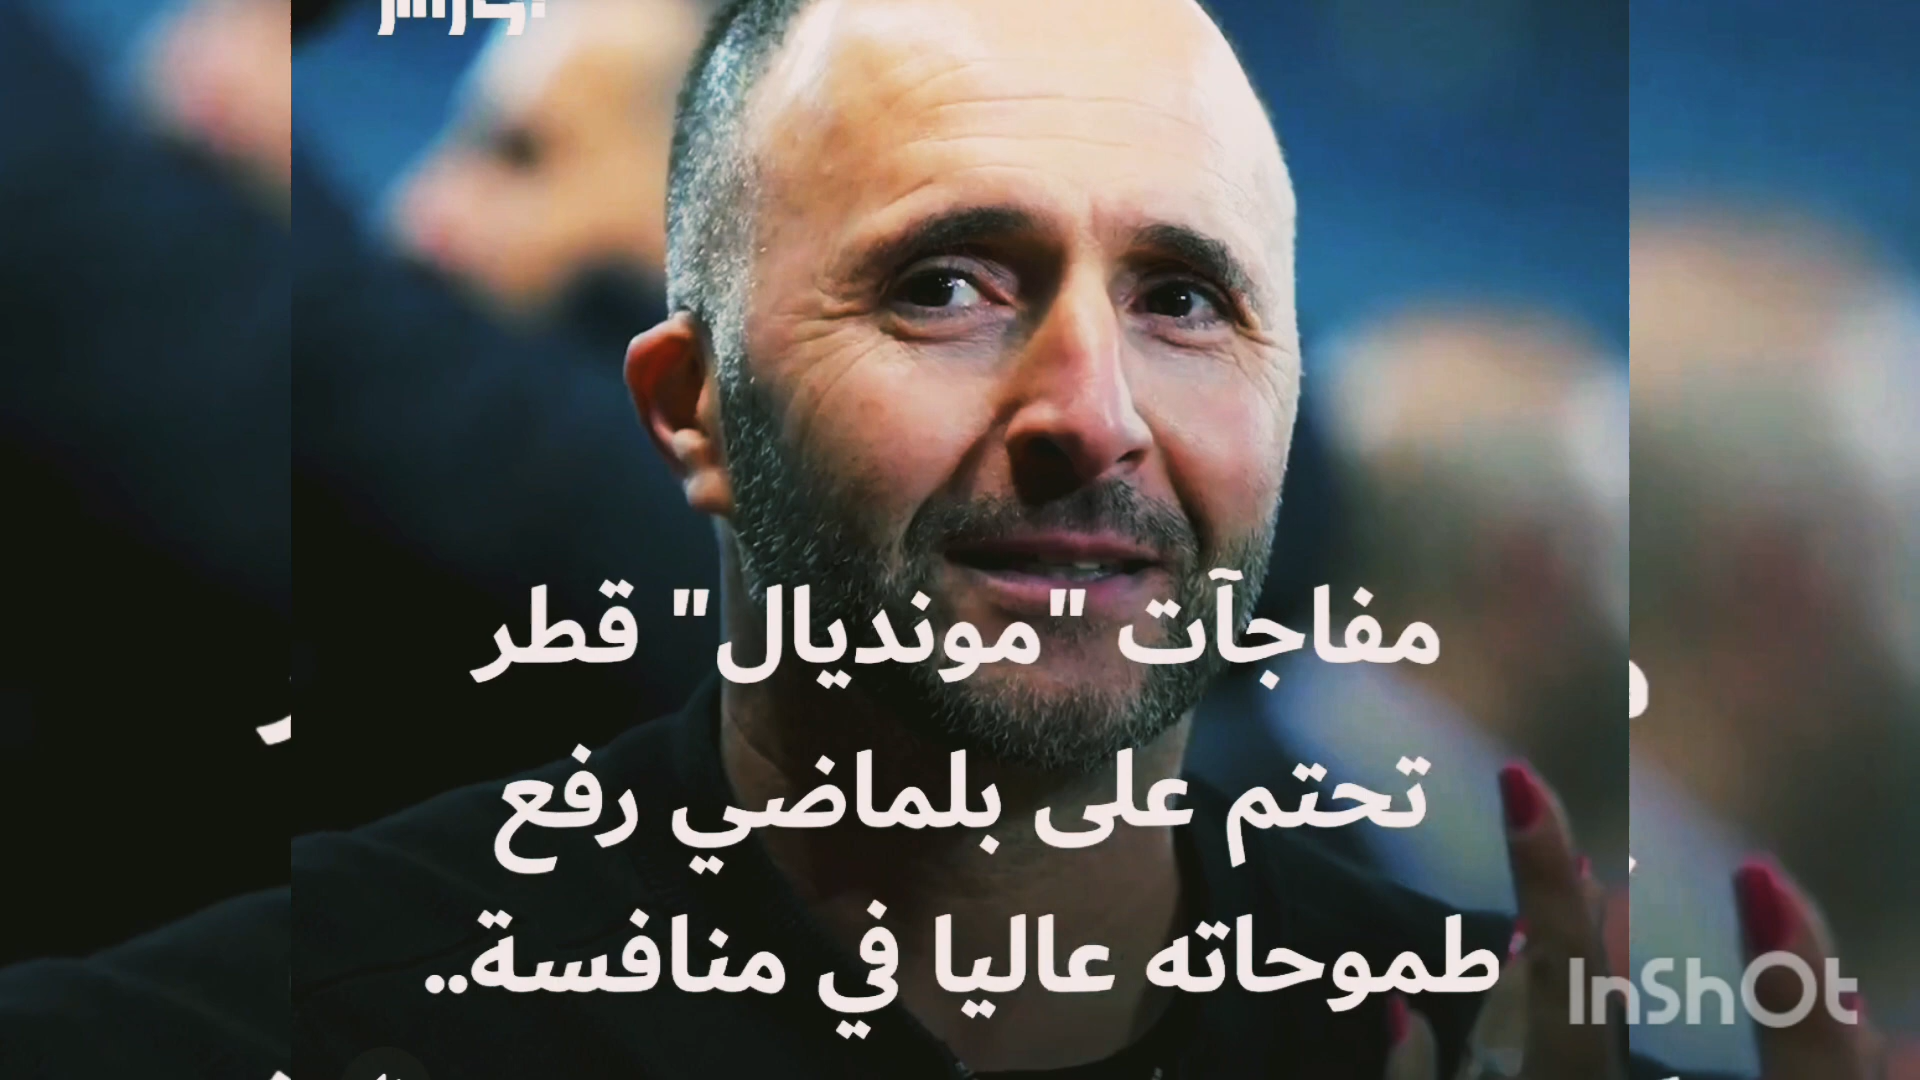 مفاجآت "مونديال" قطر
تحتم على بلماضي رفع
طموحاته عاليا في منافسة..
InShOt